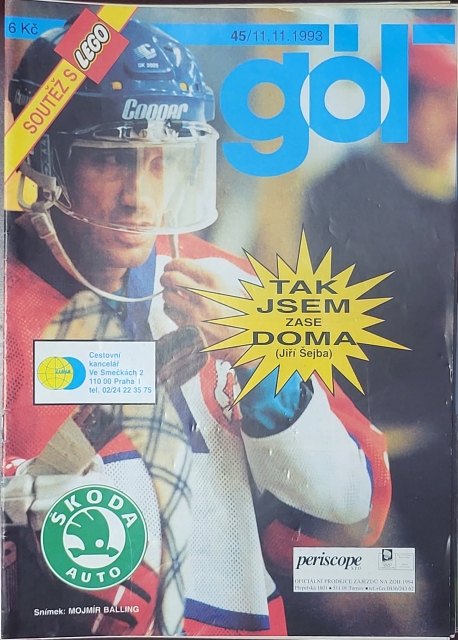 6 Kč
45/11.11.1993
gól
SOUTĚŽ S
LEGO
Cooper
TAK
JSEM
ZASE
DOMA
(Jiří Šejba)
Cestovní
kancelář
Ve Smečkách 2
110 00 Praha 1
tel. 02/24 22 35 75
ŠKODA
AUTO
periscope
OFICIÁLNÍ PRODEJCE ZÁJEZDŮ NA ZOH 1994
Snímek: MOJMÍR BALLING